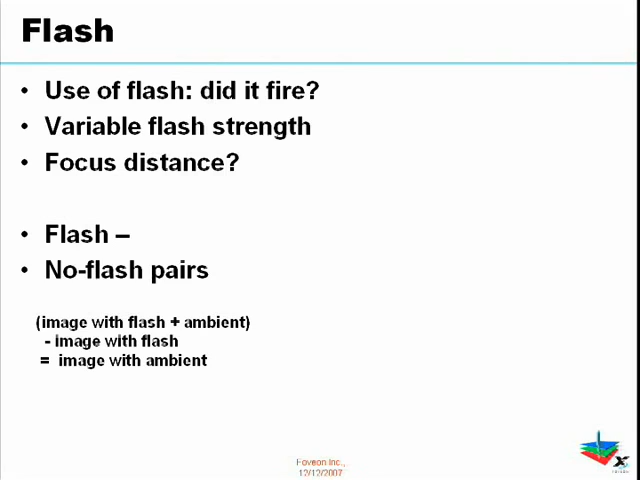 Flash
• Use of flash: did it fire?
• Variable flash strength
• Focus distance?
• Flash –
• No-flash pairs
(image with flash + ambient)
- image with flash
= image with ambient
Foveon Inc.,
12/12/2007